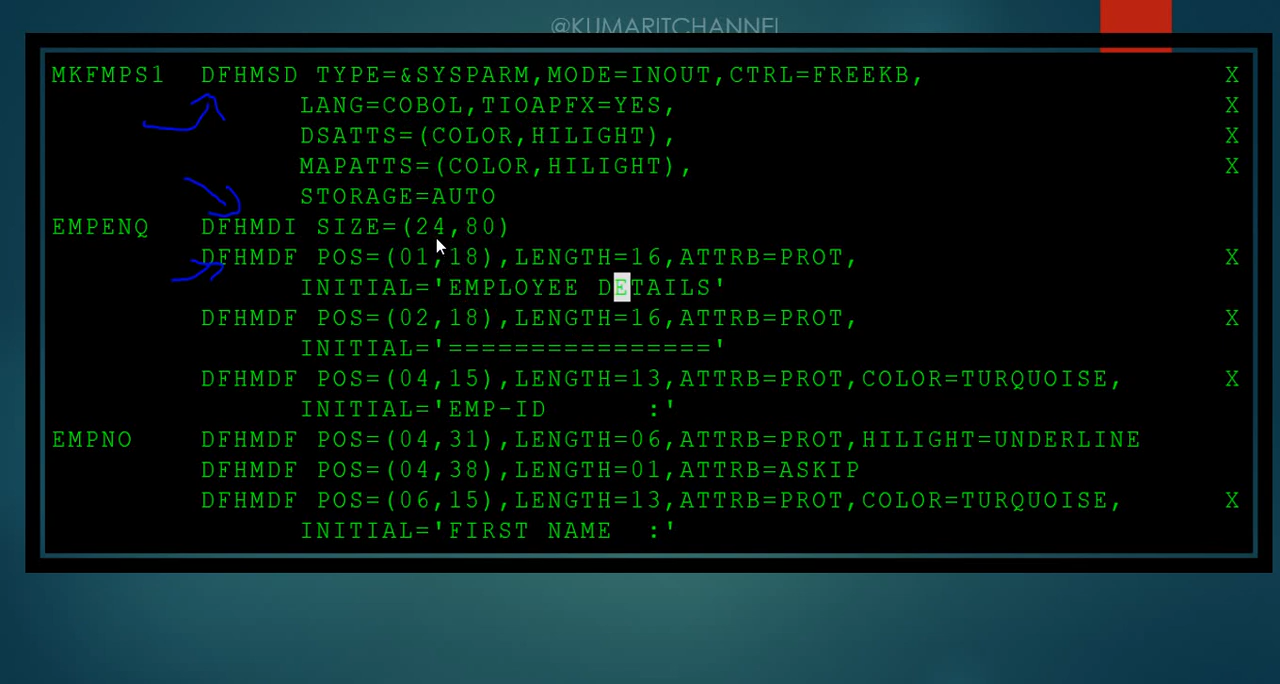 @KUMARITCHANNEL
MKFMPS1 DFHMSD TYPE=&SYSPARM,MODE=INOUT,CTRL=FREEKB, X
LANG=COBOL,TIOAPFX=YES, X
DSATTS=(COLOR,HILIGHT), X
MAPATTS=(COLOR,HILIGHT), X
STORAGE=AUTO
EMPENQ DFHMDI SIZE=(24,80)
DFHMDF POS=(01,18),LENGTH=16,ATTRB=PROT, X
INITIAL='EMPLOYEE DETAILS'
DFHMDF POS=(02,18),LENGTH=16,ATTRB=PROT, X
INITIAL='================'
DFHMDF POS=(04,15),LENGTH=13,ATTRB=PROT,COLOR=TURQUOISE, X
INITIAL='EMP-ID      :'
EMPNO DFHMDF POS=(04,31),LENGTH=06,ATTRB=PROT,HILIGHT=UNDERLINE
DFHMDF POS=(04,38),LENGTH=01,ATTRB=ASKIP
DFHMDF POS=(06,15),LENGTH=13,ATTRB=PROT,COLOR=TURQUOISE, X
INITIAL='FIRST NAME  :'